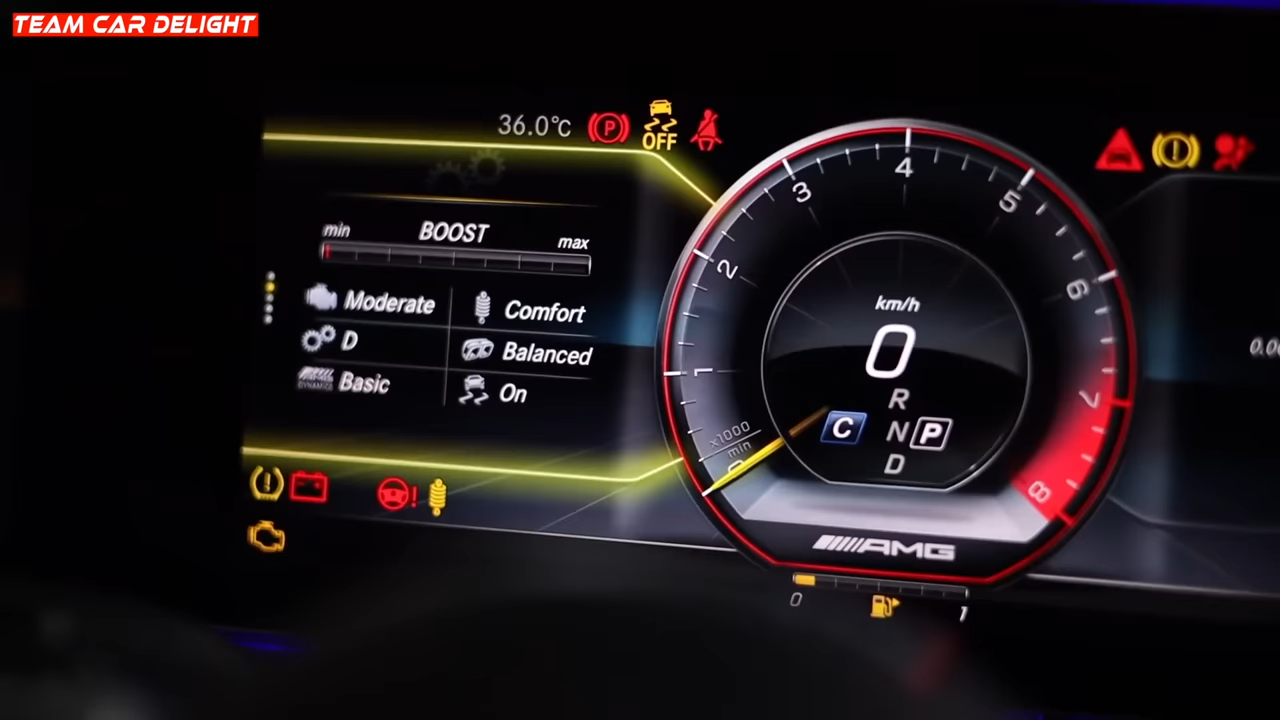 TEAM CAR DELIGHT
36.0°C
P
OFF
BOOST
min
max
Moderate
Comfort
D
Balanced
Basic
On
1
2
3
4
5
6
7
8
x1000
min
km/h
0
R
C
N
P
D
AMG
0
1